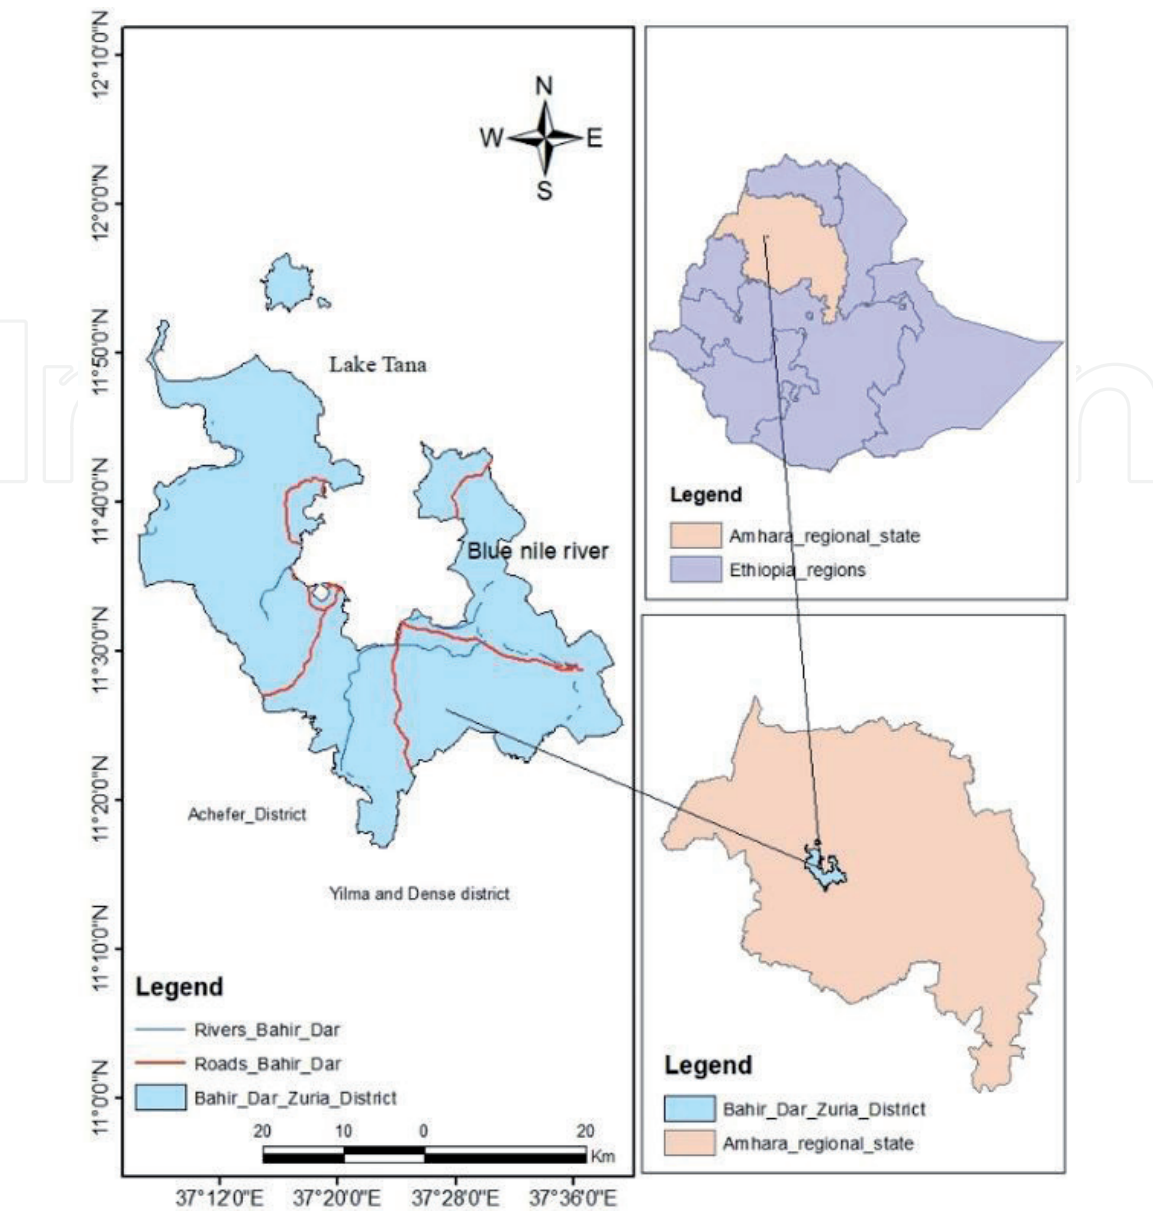 12°10'0"N
12°0'0"N
11°50'0"N
11°40'0"N
11°30'0"N
11°20'0"N
11°10'0"N
11°0'0"N
N
W E
S
Lake Tana
Blue nile river
Achefer_District
Yilma and Dense district
Legend
Rivers_Bahir_Dar
Roads_Bahir_Dar
Bahir_Dar_Zuria_District
20 10 0 20
Km
37°12'0"E 37°20'0"E 37°28'0"E 37°36'0"E
Legend
Amhara_regional_state
Ethiopia_regions
Legend
Bahir_Dar_Zuria_District
Amhara_regional_state